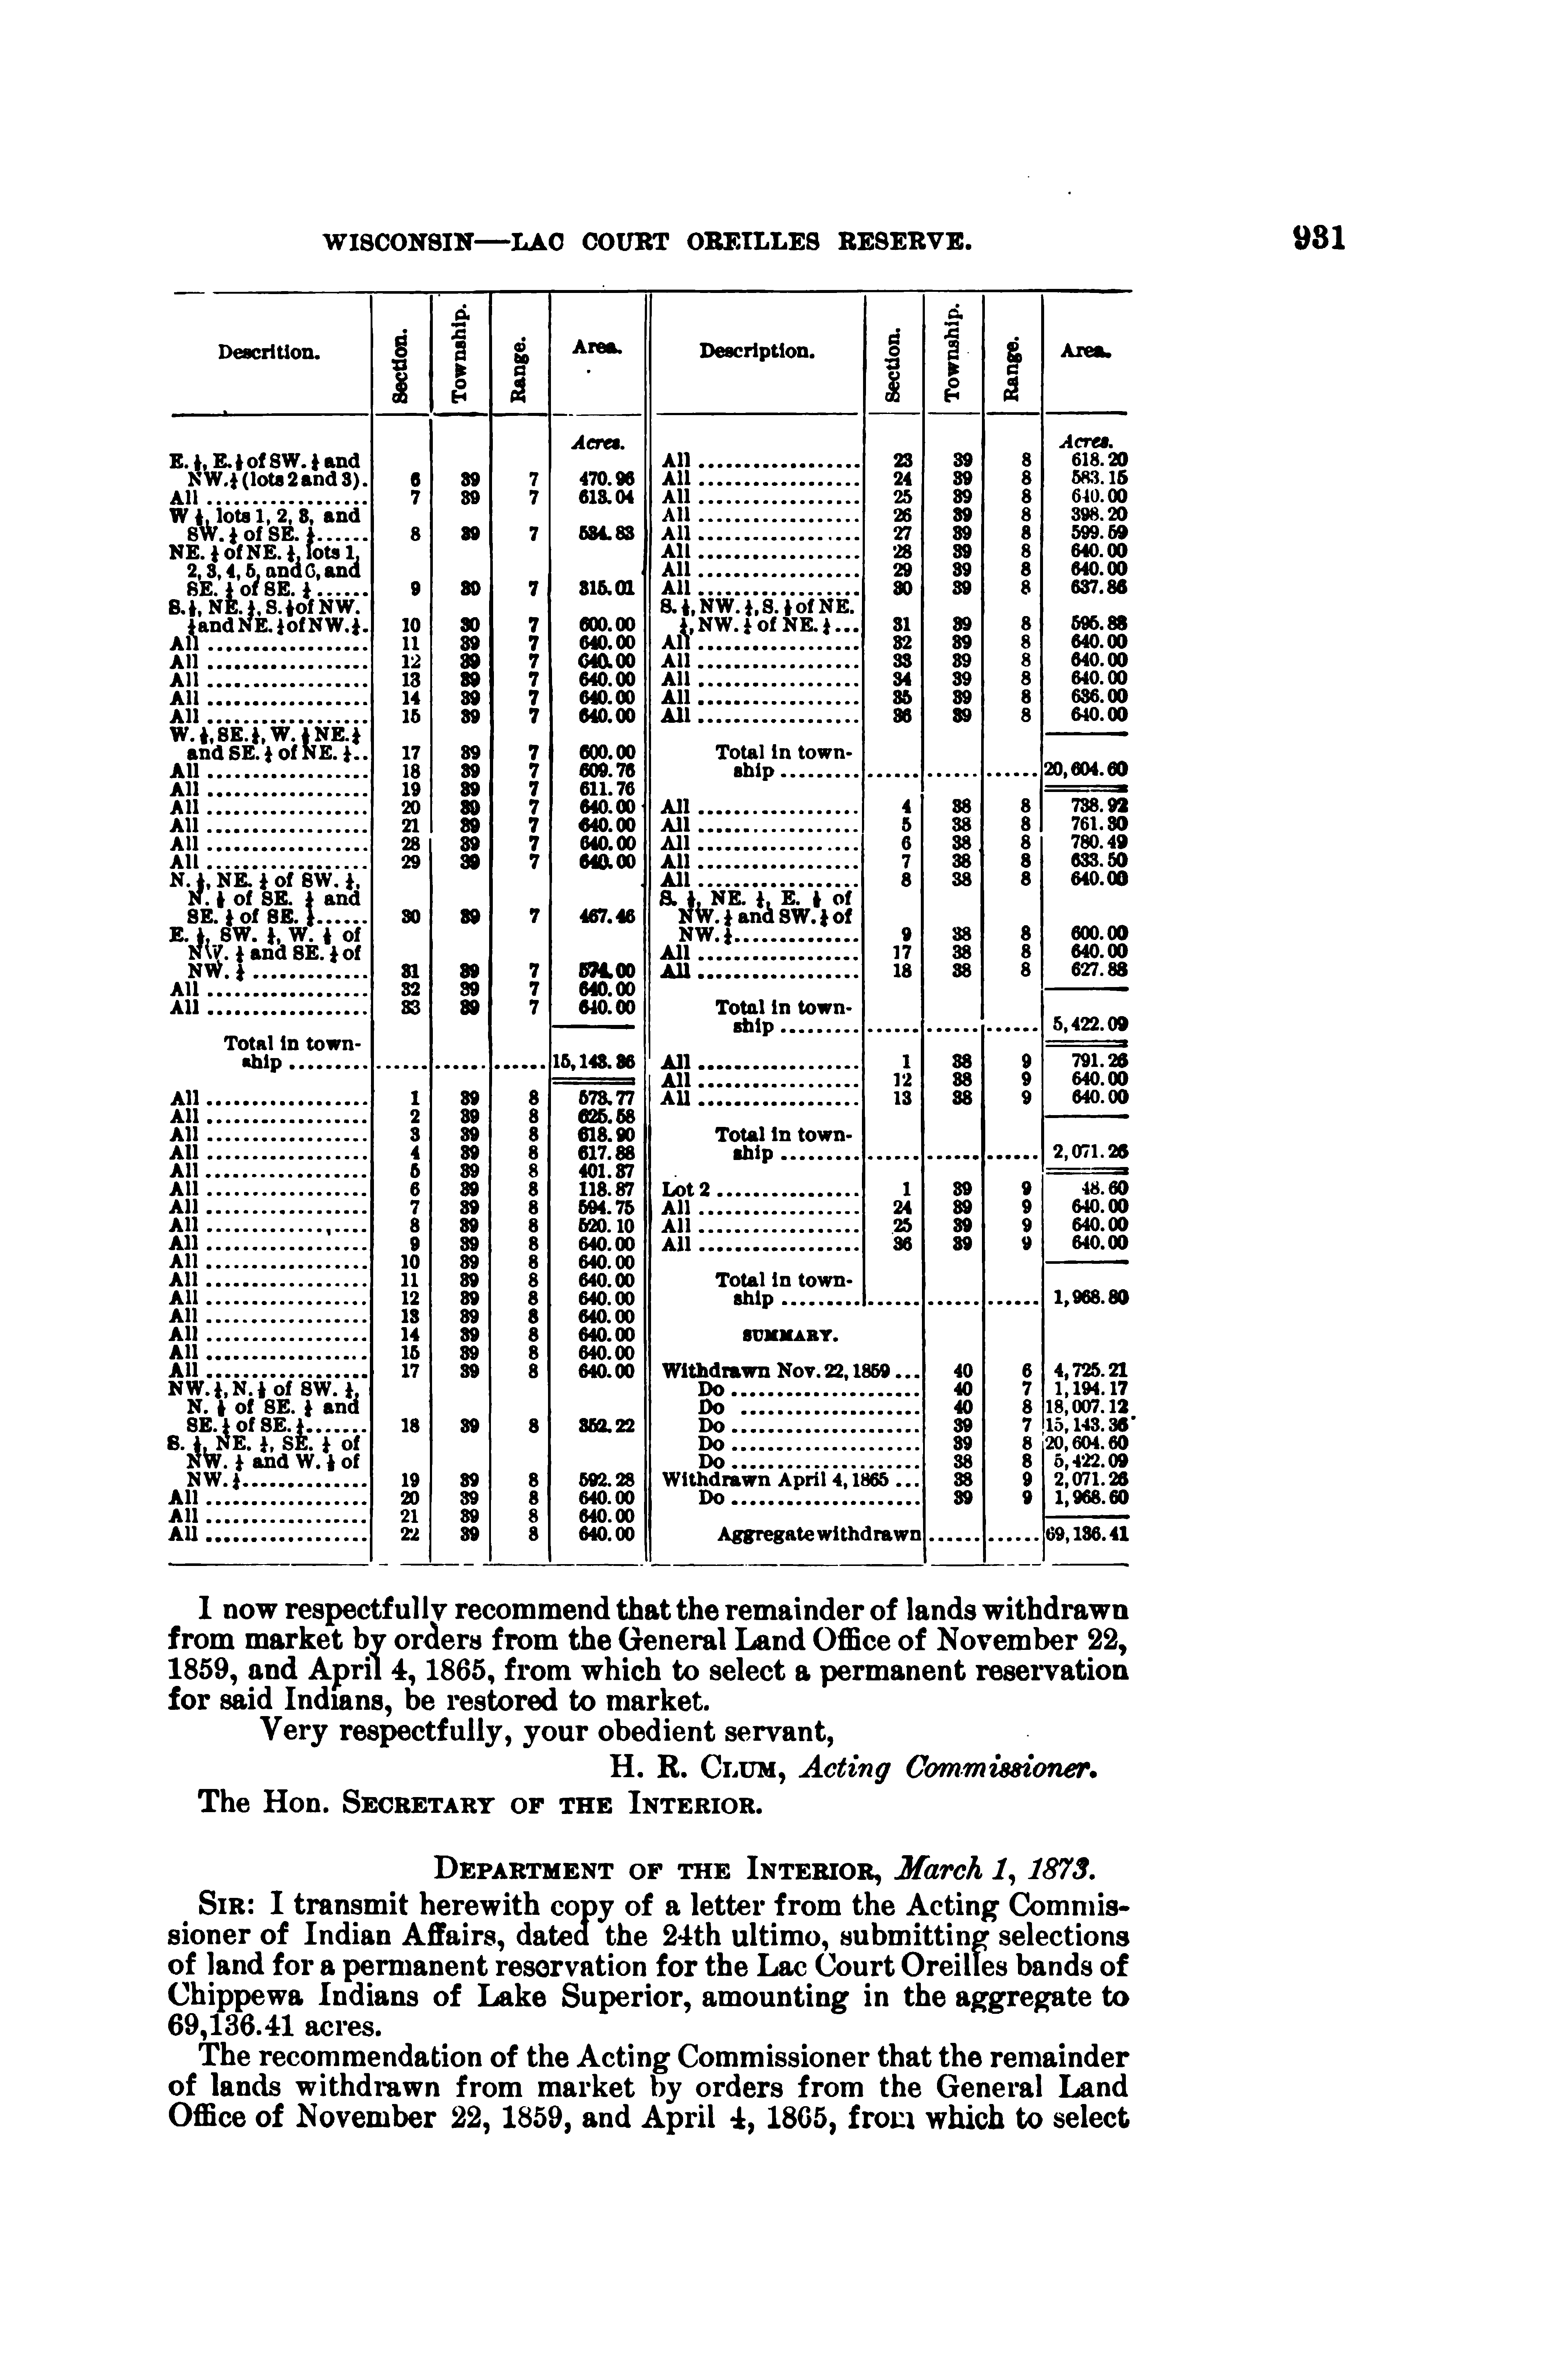 WISCONSIN—LAC COURT OREILLES RESERVE. 931
Descrition. Section. Township. Range. Area.
Acres.
E. ½, E. ½ of SW. ¼ and
NW. ¼ (lots 2 and 3). 6 39 7 470.96
All .................. 7 39 7 613.04
W ½, lots 1, 2, 3, and
SW. ¼ of SE. ¼...... 8 39 7 534.83
NE. ¼ of NE. ¼, lots 1,
2, 3, 4, 5, and 6, and
SE. ¼ of SE. ¼ ...... 9 39 7 315.01
S. ½, NE. ¼, S. ½ of NW.
¼ and NE. ¼ of NW. ¼. 10 30 7 600.00
All .................. 11 39 7 640.00
All .................. 12 39 7 640.00
All .................. 13 39 7 640.00
All .................. 14 39 7 640.00
All .................. 15 39 7 640.00
W. ½, SE. ¼, W. ½ NE. ¼
and SE. ¼ of NE. ¼.. 17 39 7 600.00
All .................. 18 39 7 609.76
All .................. 19 39 7 611.76
All .................. 20 39 7 640.00
All .................. 21 39 7 640.00
All .................. 28 39 7 640.00
All .................. 29 39 7 640.00
N. ½, NE. ¼ of SW. ¼,
N. ½ of SE. ¼ and
SE. ¼ of SE. ¼...... 30 39 7 467.46
E. ½, SW. ¼, W. ½ of
NW. ¼ and SE. ¼ of
NW. ¼ ............. 31 39 7 574.00
All .................. 32 39 7 640.00
All .................. 33 39 7 640.00
Total in town-
ship ......... 15,143.36
All .................. 1 39 8 573.77
All .................. 2 39 8 625.58
All .................. 3 39 8 618.90
All .................. 4 39 8 617.88
All .................. 5 39 8 401.87
All .................. 6 39 8 118.87
All .................. 7 39 8 594.75
All .................. 8 39 8 520.10
All .................. 9 39 8 640.00
All .................. 10 39 8 640.00
All .................. 11 39 8 640.00
All .................. 12 39 8 640.00
All .................. 13 39 8 640.00
All .................. 14 39 8 640.00
All .................. 15 39 8 640.00
All .................. 17 39 8 640.00
NW. ¼, N. ½ of SW. ¼,
N. ½ of SE. ¼ and
SE. ¼ of SE. ¼....... 18 39 8 352.22
S. ½, NE. ¼, SE. ¼ of
NW. ¼ and W. ½ of
NW. ¼.............. 19 39 8 592.28
All .................. 20 39 8 640.00
All .................. 21 39 8 640.00
All .................. 22 39 8 640.00
Description. Section. Township. Range. Area.
Acres.
All .................. 23 39 8 618.20
All .................. 24 39 8 583.15
All .................. 25 39 8 640.00
All .................. 26 39 8 398.20
All .................. 27 39 8 599.59
All .................. 28 39 8 640.00
All .................. 29 39 8 640.00
All .................. 30 39 8 637.86
S. ½, NW. ¼, S. ½ of NE.
¼, NW. ¼ of NE. ¼... 31 39 8 595.88
All .................. 32 39 8 640.00
All .................. 33 39 8 640.00
All .................. 34 39 8 640.00
All .................. 35 39 8 636.00
All .................. 36 39 8 640.00
Total in town-
ship ......... 20,604.60
All .................. 4 38 8 738.92
All .................. 5 38 8 761.30
All .................. 6 38 8 780.49
All .................. 7 38 8 633.50
All .................. 8 38 8 640.00
S. ½, NE. ¼, E. ½ of
NW. ¼ and SW. ¼ of
NW. ¼.............. 9 38 8 600.00
All .................. 17 38 8 640.00
All .................. 18 38 8 627.88
Total in town-
ship ......... 5,422.09
All .................. 1 38 9 791.26
All .................. 12 38 9 640.00
All .................. 13 38 9 640.00
Total in town-
ship ......... 2,071.26
Lot 2 ................ 1 39 9 48.60
All .................. 24 39 9 640.00
All .................. 25 39 9 640.00
All .................. 36 39 9 640.00
Total in town-
ship ......... 1,968.80
SUMMARY.
Withdrawn Nov. 22, 1859 ... 40 6 4,725.21
Do ..................... 40 7 1,194.17
Do ..................... 40 8 18,007.12
Do ..................... 39 7 15,143.36
Do ..................... 39 8 20,604.60
Do ..................... 38 8 5,422.09
Withdrawn April 4, 1865 ... 38 9 2,071.26
Do ..................... 39 9 1,968.60
Aggregate withdrawn ...... ...... 69,136.41
I now respectfully recommend that the remainder of lands withdrawn
from market by orders from the General Land Office of November 22,
1859, and April 4, 1865, from which to select a permanent reservation
for said Indians, be restored to market.
Very respectfully, your obedient servant,
H. R. CLUM, Acting Commissioner.
The Hon. SECRETARY OF THE INTERIOR.
DEPARTMENT OF THE INTERIOR, March 1, 1873.
SIR: I transmit herewith copy of a letter from the Acting Commis-
sioner of Indian Affairs, dated the 24th ultimo, submitting selections
of land for a permanent reservation for the Lac Court Oreilles bands of
Chippewa Indians of Lake Superior, amounting in the aggregate to
69,136.41 acres.
The recommendation of the Acting Commissioner that the remainder
of lands withdrawn from market by orders from the General Land
Office of November 22, 1859, and April 4, 1865, from which to select